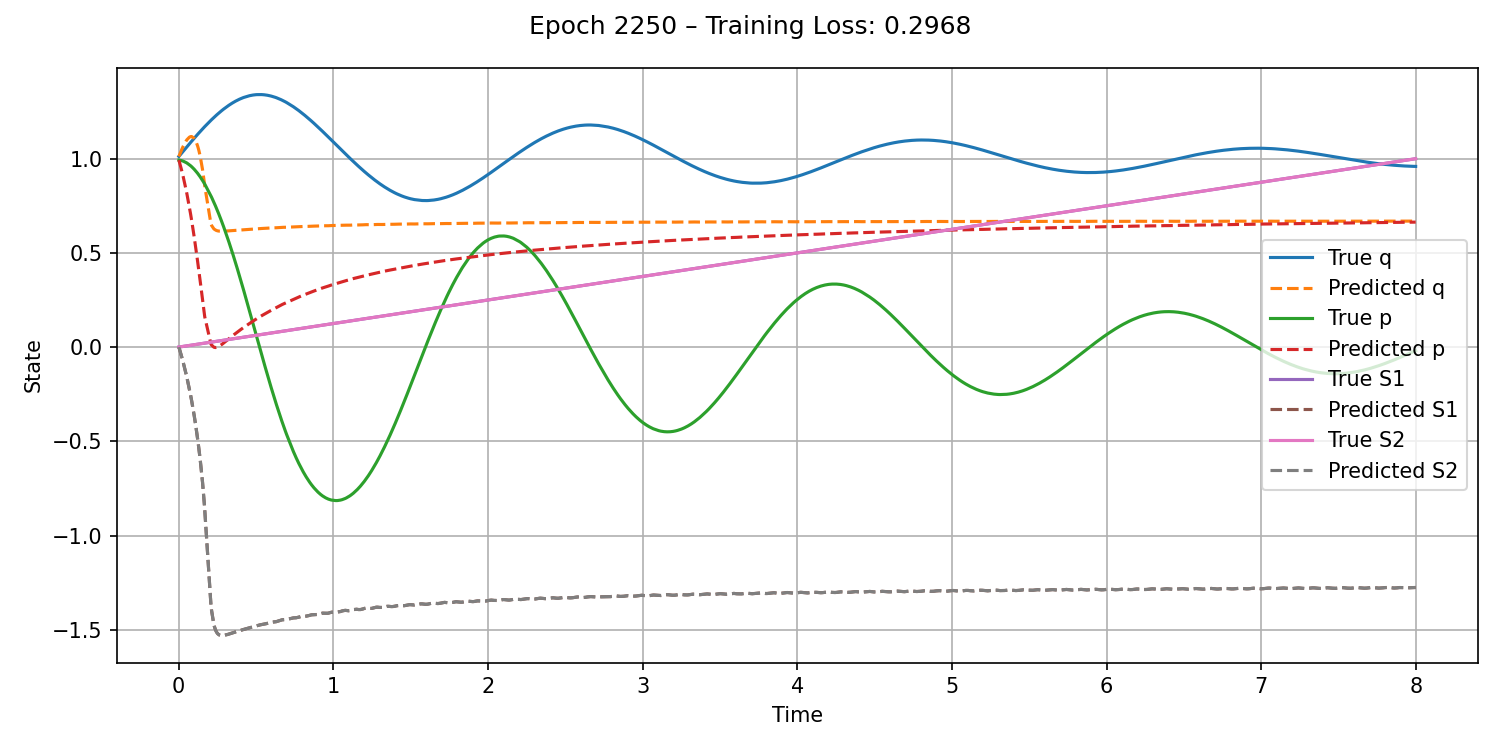 Epoch 2250 – Training Loss: 0.2968
State
1.0
0.5
0.0
−0.5
−1.0
−1.5
True q
Predicted q
True p
Predicted p
True S1
Predicted S1
True S2
Predicted S2
0 1 2 3 4 5 6 7 8
Time